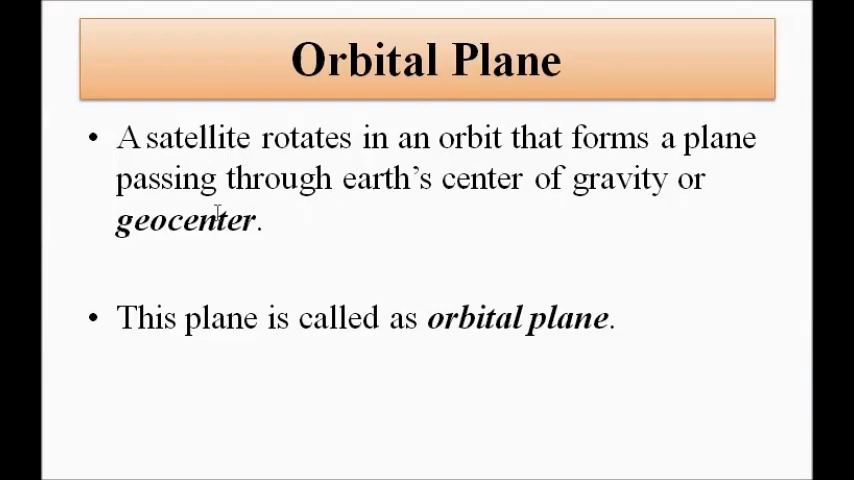 Orbital Plane
• A satellite rotates in an orbit that forms a plane
passing through earth's center of gravity or
geocenter.
• This plane is called as orbital plane.